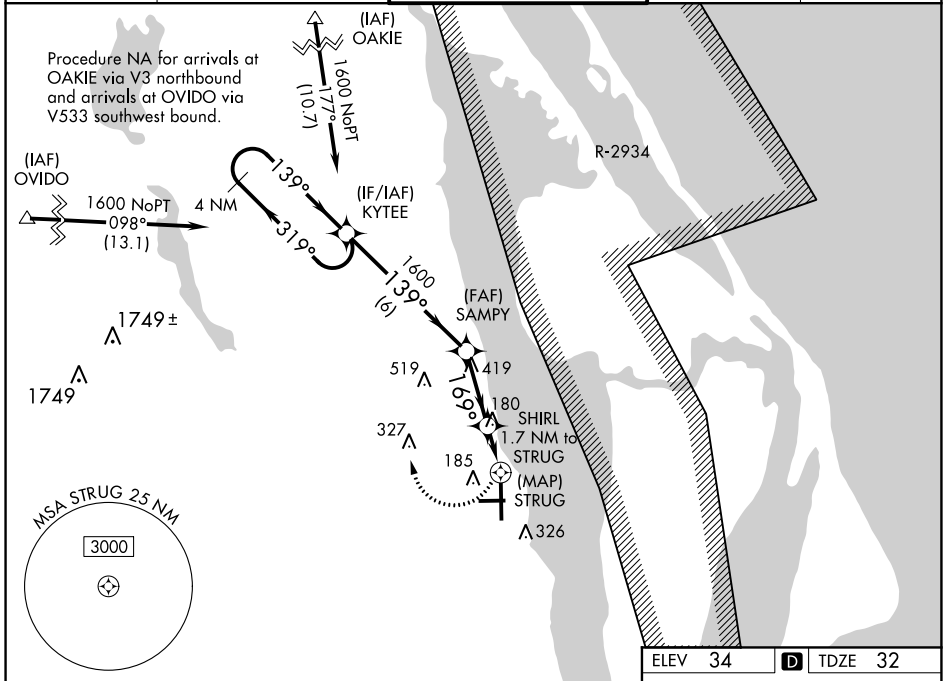 Procedure NA for arrivals at
OAKIE via V3 northbound
and arrivals at OVIDO via
V533 southwest bound.
(IAF)
OAKIE
1600 NoPT
177°
(10.7)
R-2934
(IAF)
OVIDO
1600 NoPT
098°
(13.1)
4 NM
139°
319°
(IF/IAF)
KYTEE
1600
139°
(6)
(FAF)
SAMPY
1749 ±
1749
519
419
169°
180
SHIRL
1.7 NM to
STRUG
327
185
(MAP)
STRUG
326
MSA STRUG 25 NM
3000
ELEV 34
D
TDZE 32